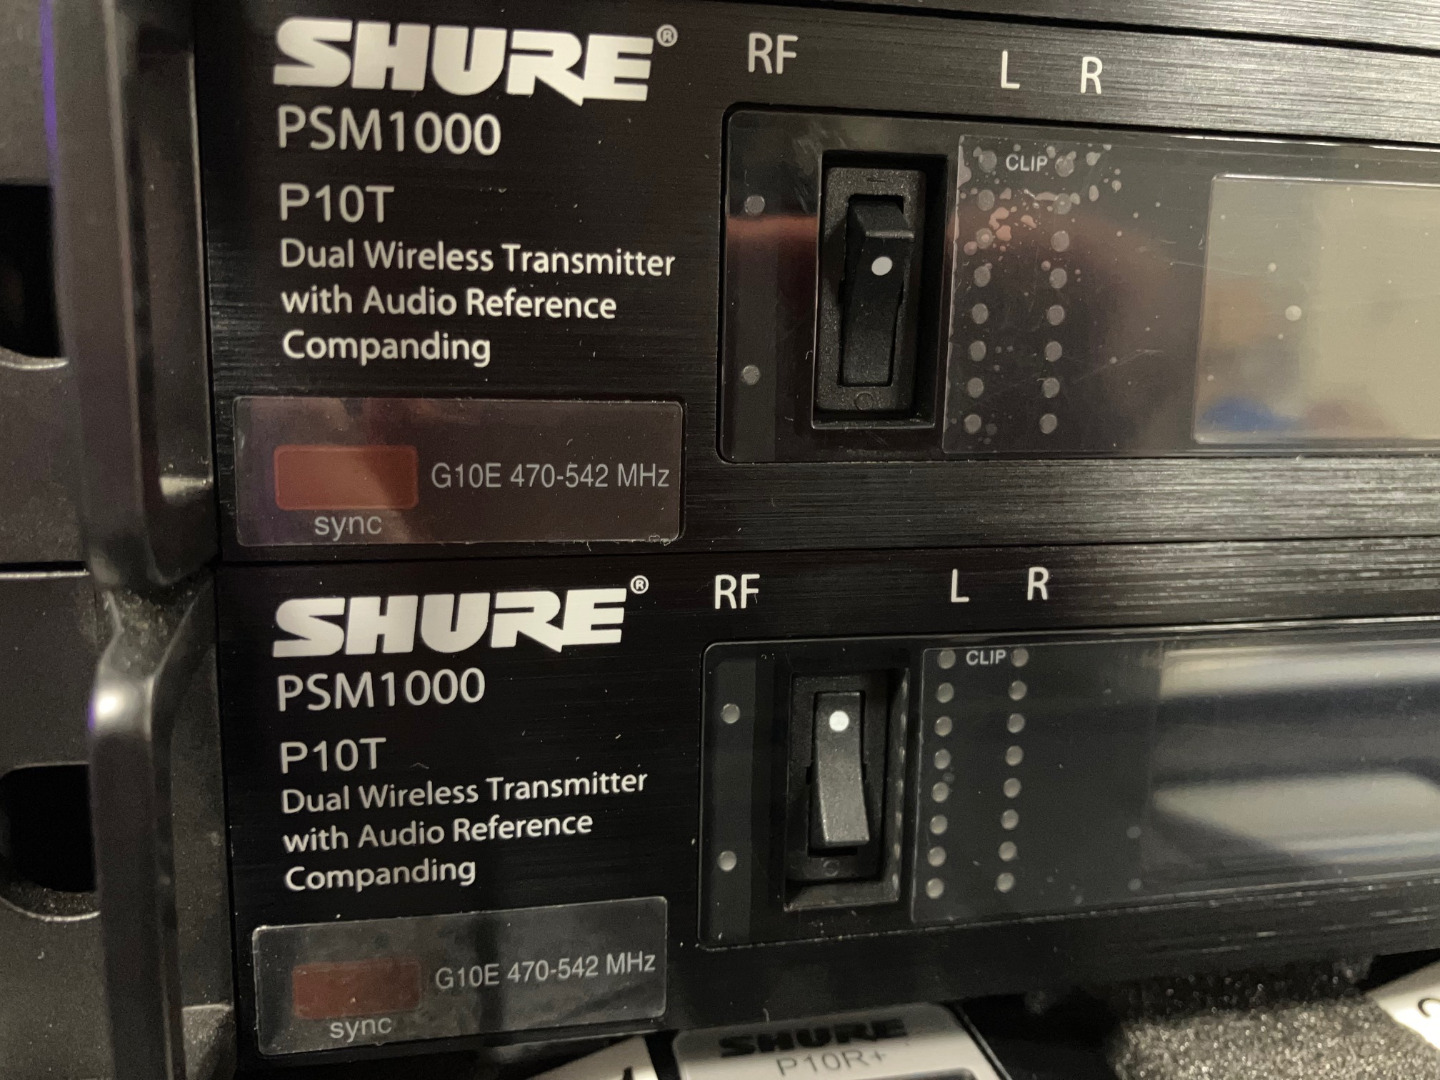 SHURE®
PSM1000
P10T
Dual Wireless Transmitter
with Audio Reference
Companding
G10E 470-542 MHz
sync
RF
L R
CLIP
SHURE®
PSM1000
P10T
Dual Wireless Transmitter
with Audio Reference
Companding
G10E 470-542 MHz
sync
RF
L R
CLIP
SHURE
P10R+